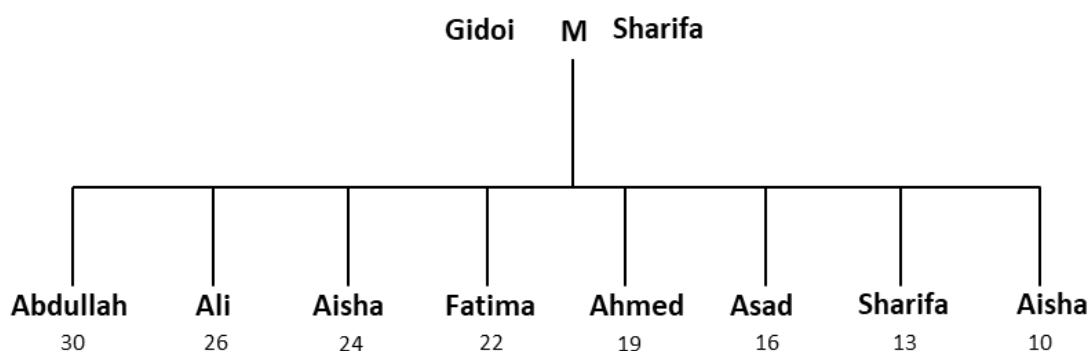 Gidoi M Sharifa
Abdullah Ali Aisha Fatima Ahmed Asad Sharifa Aisha
30 26 24 22 19 16 13 10